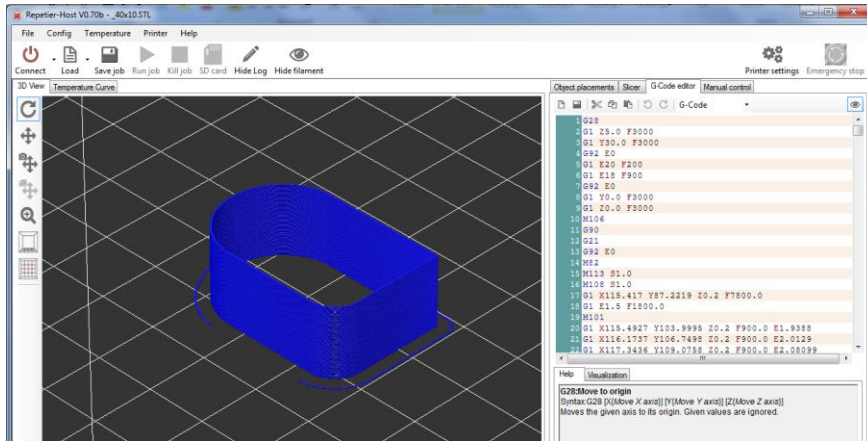 Repetier-Host V0.70b - _40x10.STL
File Config Temperature Printer Help
Connect Load Save job Run job Kill job SD card Hide Log Hide filament Printer settings Emergency stop
3D View Temperature Curve
Object placements Slicer G-Code editor Manual control
G-Code
1 G28
2 G1 Z5.0 F3000
3 G1 Y30.0 F3000
4 G92 E0
5 G1 E20 F200
6 G1 E18 F900
7 G92 E0
8 G1 Y0.0 F3000
9 G1 Z0.0 F3000
10 M106
11 G90
12 G21
13 G92 E0
14 M82
15 M113 S1.0
16 M108 S1.0
17 G1 X115.417 Y87.2219 Z0.2 F7800.0
18 G1 E1.5 F1800.0
19 M101
20 G1 X115.4927 Y103.9995 Z0.2 F900.0 E1.9388
21 G1 X116.1737 Y106.7498 Z0.2 F900.0 E2.0129
22 G1 X117.3436 Y109.0758 Z0.2 F900.0 E2.08099
Help Visualization
G28:Move to origin
Syntax:G28 [X(Move X axis)] [Y(Move Y axis)] [Z(Move Z axis)]
Moves the given axis to its origin. Given values are ignored.